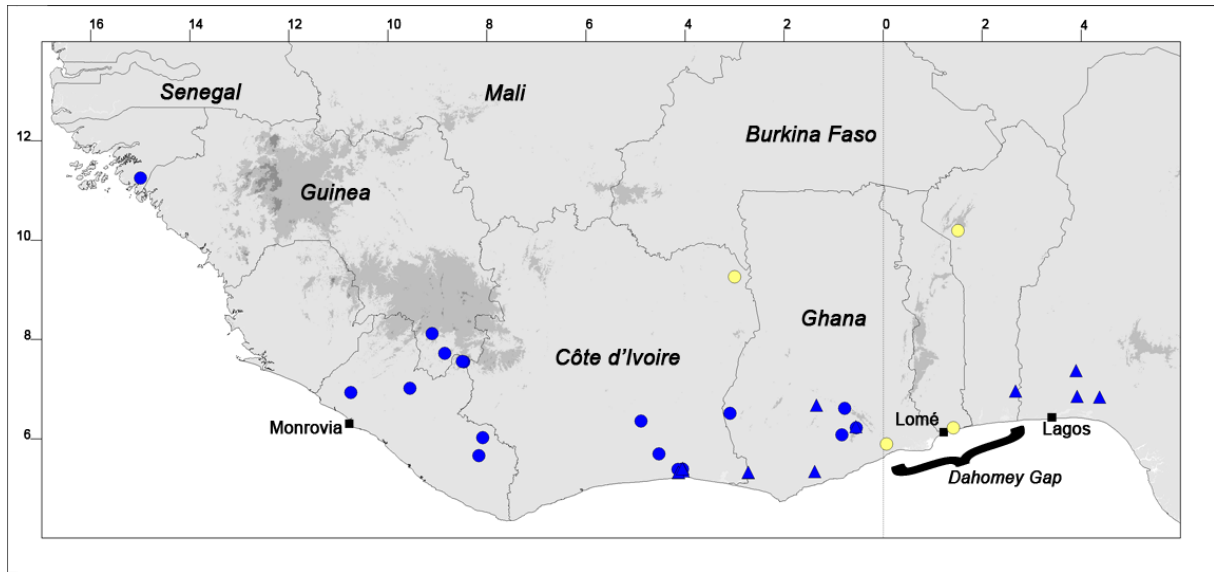 16 14 12 10 8 6 4 2 0 2 4
Senegal
Mali
12
Burkina Faso
Guinea
10
Ghana
8
Côte d'Ivoire
Monrovia
6
Lomé
Lagos
Dahomey Gap